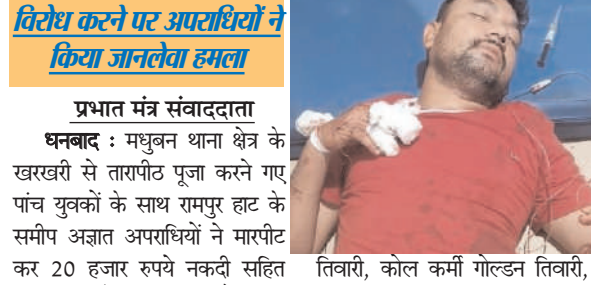 विरोध करने पर अपराधियों ने
किया जानलेवा हमला
प्रभात मंत्र संवाददाता
धनबाद : मधुबन थाना क्षेत्र के
खरखरी से तारापीठ पूजा करने गए
पांच युवकों के साथ रामपुर हाट के
समीप अज्ञात अपराधियों ने मारपीट
कर 20 हजार रुपये नकदी सहित
तिवारी, कोल कर्मी गोल्डन तिवारी,